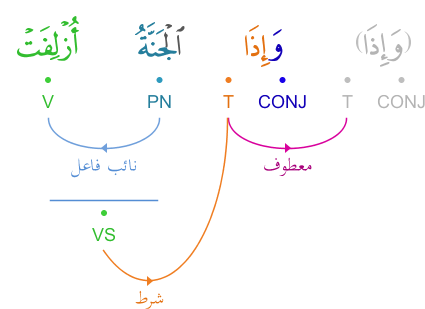 (وَإِذَا) وَإِذَا ٱلْجَنَّةُ أُزْلِفَتْ
V PN T CONJ T CONJ
نائب فاعل معطوف
VS
شرط